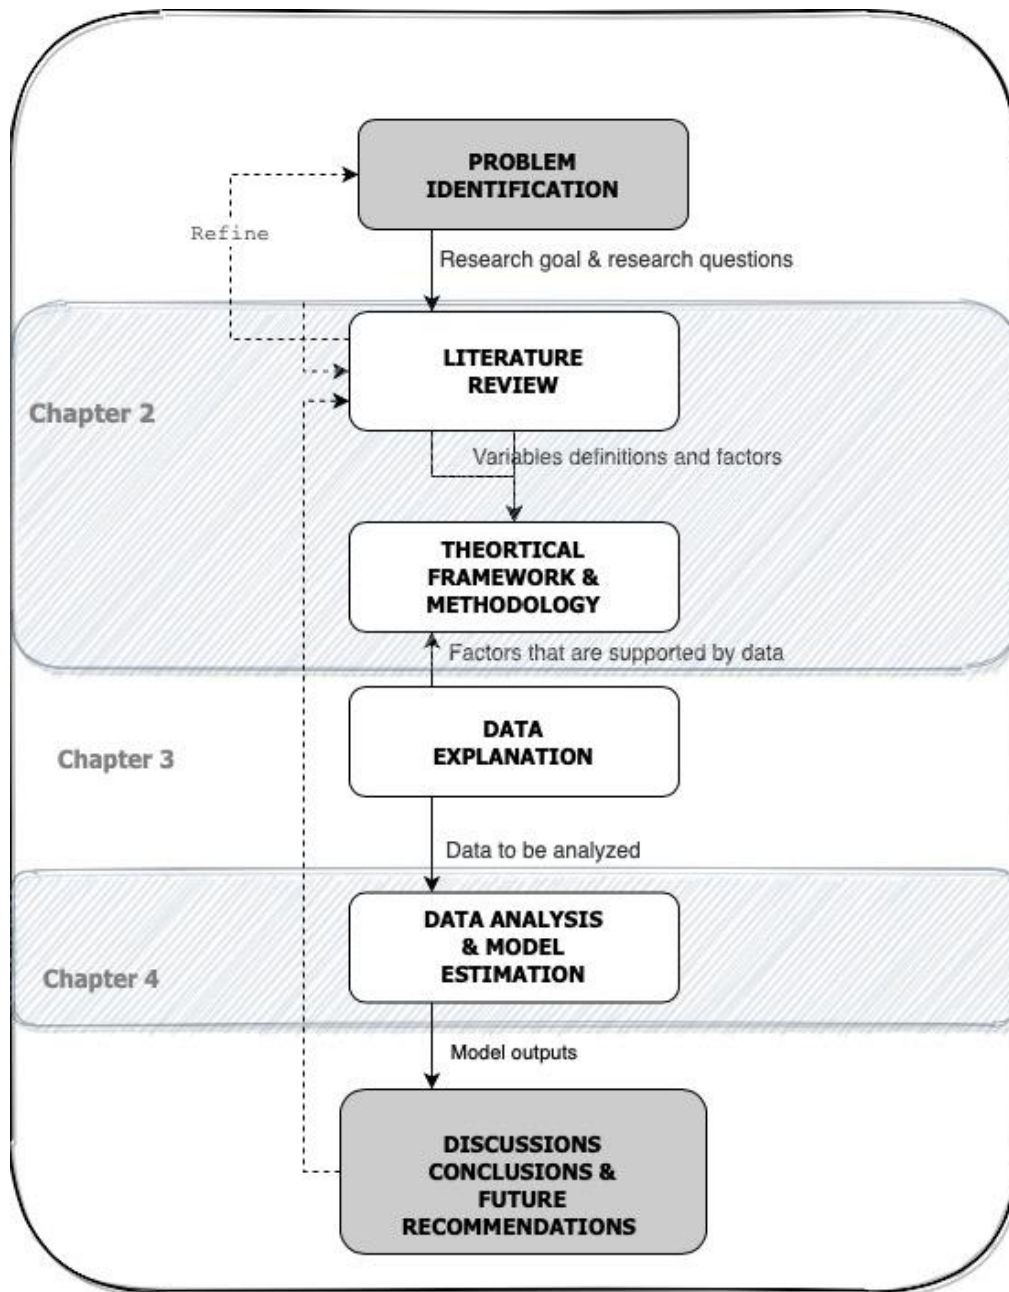 PROBLEM
IDENTIFICATION
Refine
Research goal & research questions
LITERATURE
REVIEW
Chapter 2
Variables definitions and factors
THEORTICAL
FRAMEWORK &
METHODOLOGY
Factors that are supported by data
DATA
EXPLANATION
Chapter 3
Data to be analyzed
DATA ANALYSIS
& MODEL
ESTIMATION
Chapter 4
Model outputs
DISCUSSIONS
CONCLUSIONS &
FUTURE
RECOMMENDATIONS